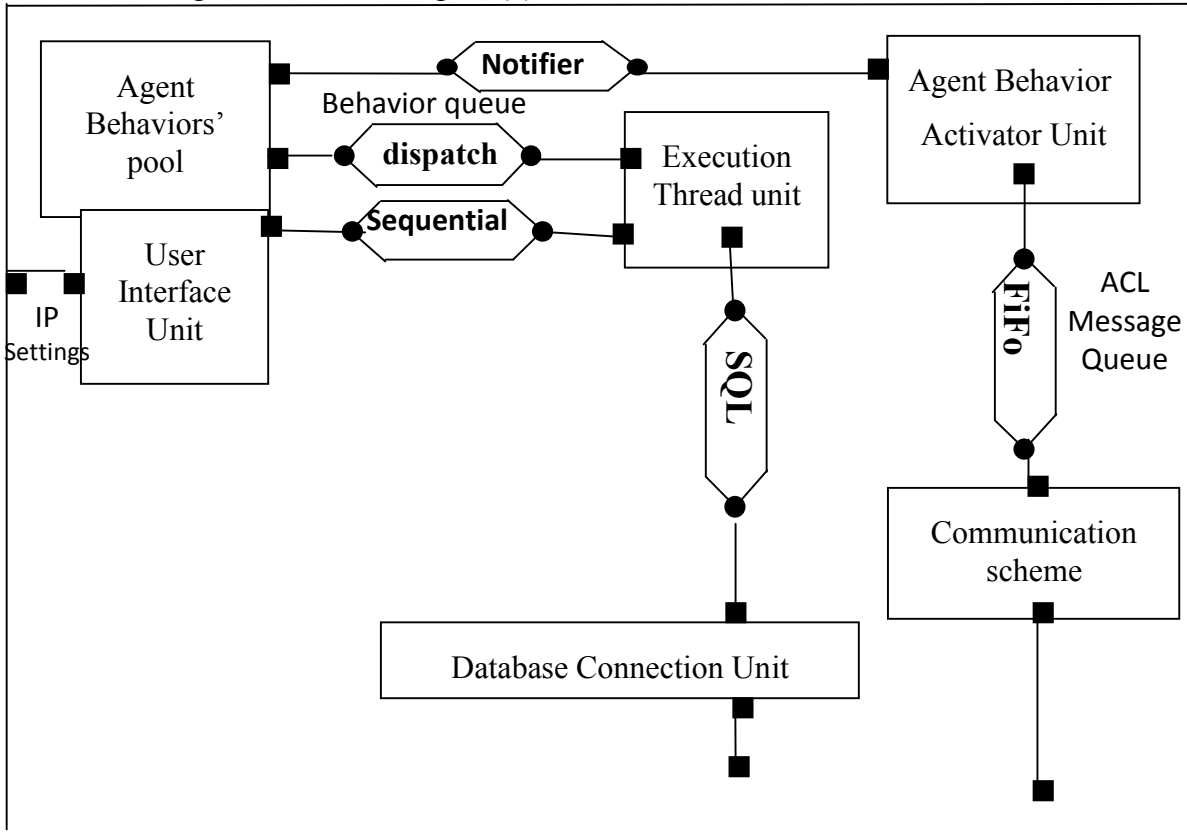 Notifier
Agent
Behaviors'
pool
Behavior queue
dispatch
Sequential
Execution
Thread unit
Agent Behavior
Activator Unit
User
Interface
Unit
IP
Settings
SQL
FiFo
ACL
Message
Queue
Communication
scheme
Database Connection Unit